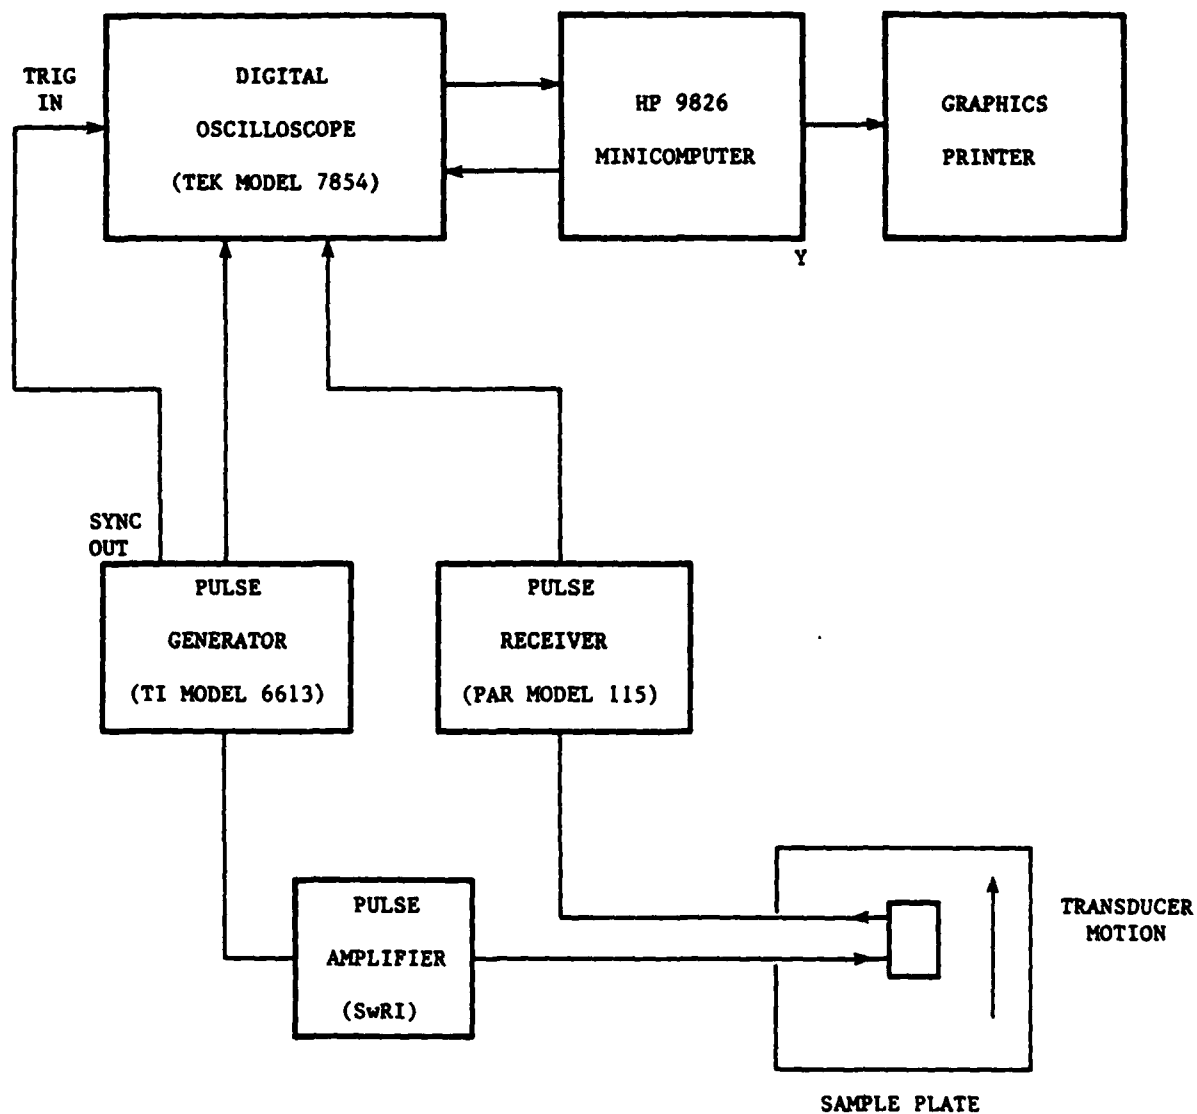 TRIG
IN
DIGITAL
OSCILLOSCOPE
(TEK MODEL 7854)
HP 9826
MINICOMPUTER
GRAPHICS
PRINTER
Y
SYNC
OUT
PULSE
GENERATOR
(TI MODEL 6613)
PULSE
RECEIVER
(PAR MODEL 115)
PULSE
AMPLIFIER
(SwRI)
TRANSDUCER
MOTION
SAMPLE PLATE